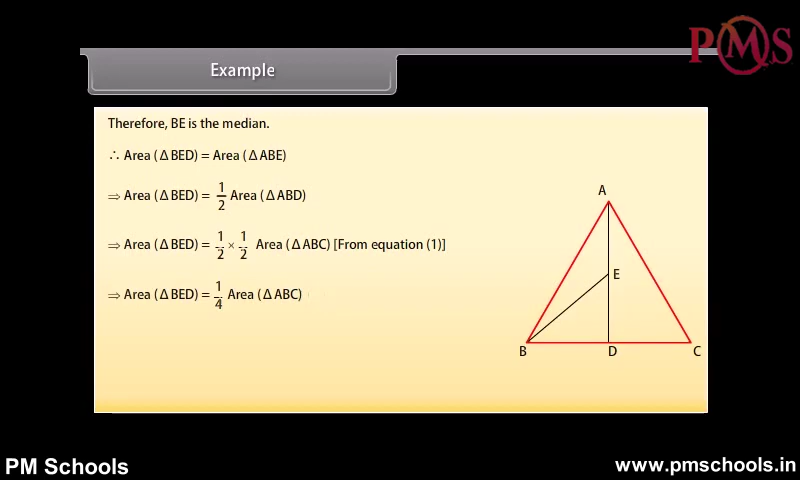 PMS
Example
Therefore, BE is the median.
∴ Area (Δ BED) = Area (Δ ABE)
⇒ Area (Δ BED) = 1/2 Area (Δ ABD)
⇒ Area (Δ BED) = 1/2 × 1/2 Area (Δ ABC) [From equation (1)]
⇒ Area (Δ BED) = 1/4 Area (Δ ABC)
A
E
B D C
PM Schools
www.pmschools.in